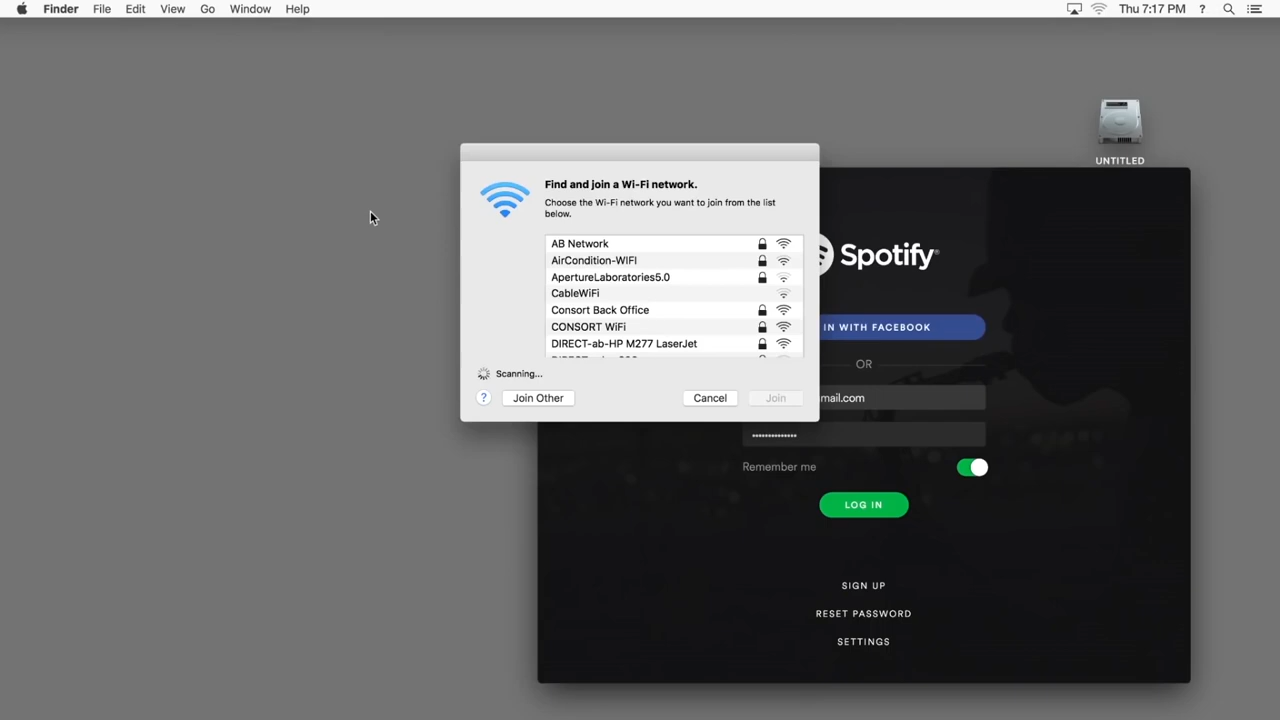 Finder File Edit View Go Window Help Thu 7:17 PM ?
UNTITLED
Find and join a Wi-Fi network.
Choose the Wi-Fi network you want to join from the list
below.
AB Network
AirCondition-WIFI
ApertureLaboratories5.0
CableWiFi
Consort Back Office
CONSORT WiFi
DIRECT-ab-HP M277 LaserJet
Scanning...
? Join Other Cancel Join
Spotify®
IN WITH FACEBOOK
OR
mail.com
Remember me
LOG IN
SIGN UP
RESET PASSWORD
SETTINGS